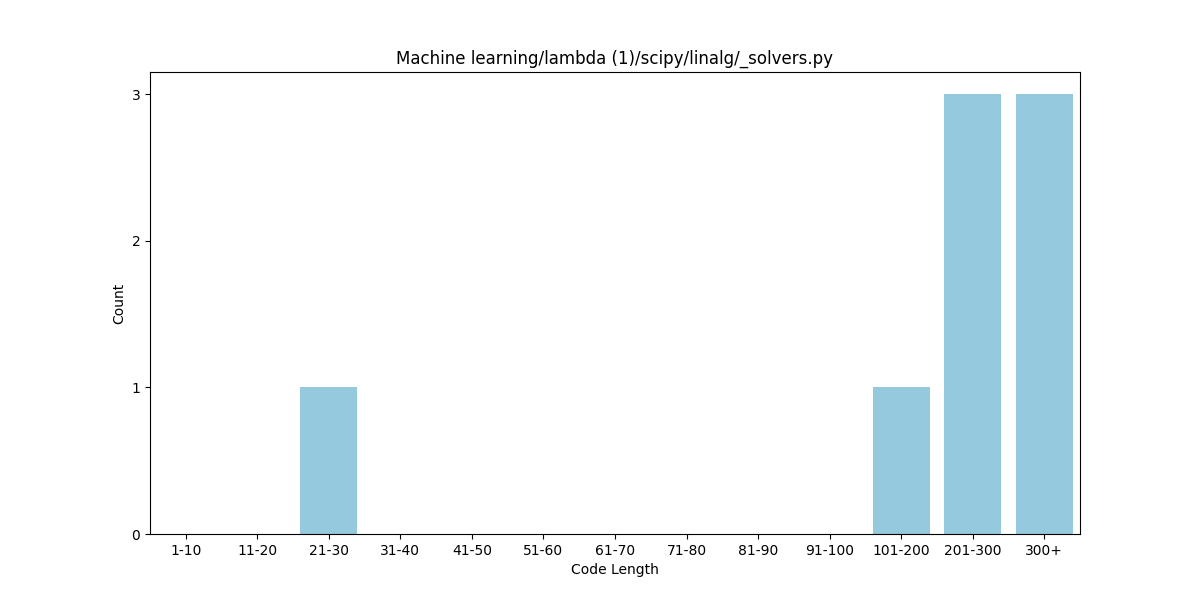 Machine learning/lambda (1)/scipy/linalg/_solvers.py
3
2
1
0
Count
1-10 11-20 21-30 31-40 41-50 51-60 61-70 71-80 81-90 91-100 101-200 201-300 300+
Code Length